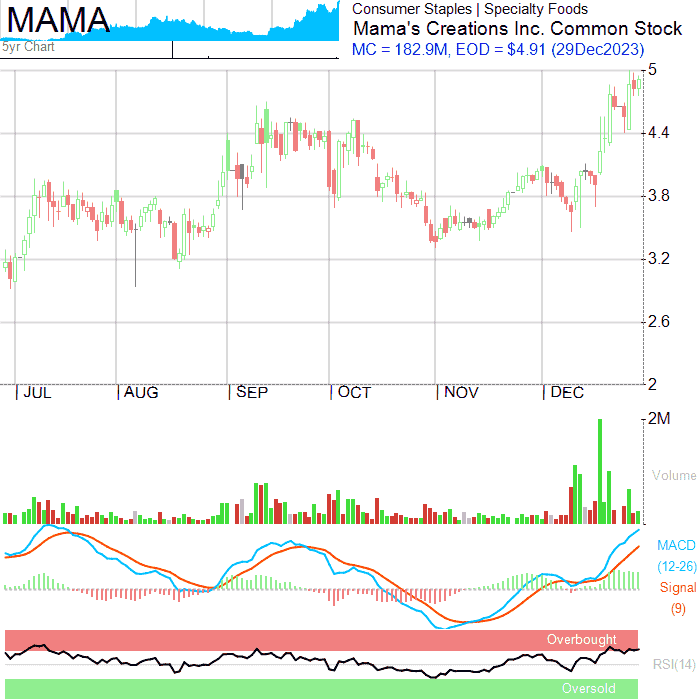 MAMA
5yr Chart
Consumer Staples | Specialty Foods
Mama's Creations Inc. Common Stock
MC = 182.9M, EOD = $4.91 (29Dec2023)
5
4.4
3.8
3.2
2.6
2
JUL AUG SEP OCT NOV DEC
2M
Volume
MACD
(12-26)
Signal
(9)
Overbought
RSI(14)
Oversold